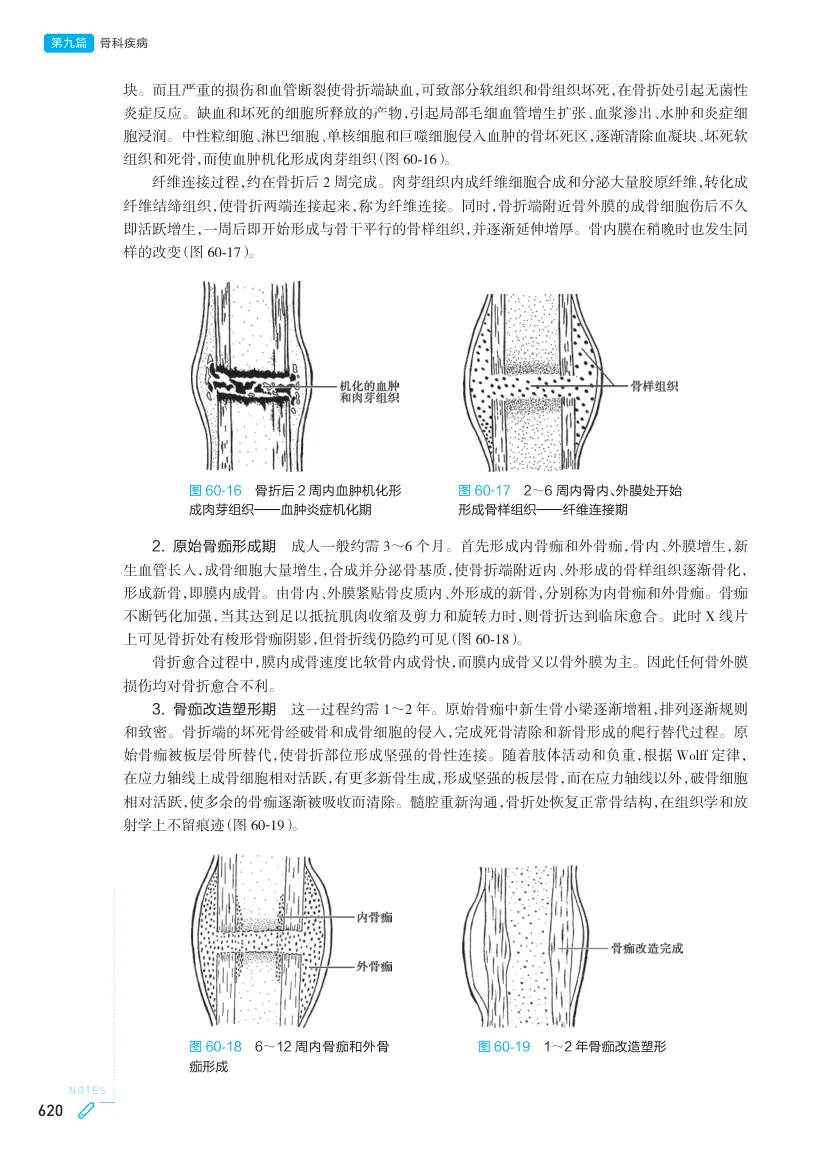 第九篇 骨科疾病
块。而且严重的损伤和血管断裂使骨折端缺血,可致部分软组织和骨组织坏死,在骨折处引起无菌性
炎症反应。缺血和坏死的细胞所释放的产物,引起局部毛细血管增生扩张、血浆渗出、水肿和炎症细
胞浸润。中性粒细胞、淋巴细胞、单核细胞和巨噬细胞侵入血肿的骨坏死区,逐渐清除血凝块、坏死软
组织和死骨,而使血肿机化形成肉芽组织(图 60-16)。
纤维连接过程,约在骨折后 2 周完成。肉芽组织内成纤维细胞合成和分泌大量胶原纤维,转化成
纤维结缔组织,使骨折两端连接起来,称为纤维连接。同时,骨折端附近骨外膜的成骨细胞伤后不久
即活跃增生,一周后即开始形成与骨干平行的骨样组织,并逐渐延伸增厚。骨内膜在稍晚时也发生同
样的改变(图 60-17)。
机化的血肿
和肉芽组织
骨样组织
图 60-16 骨折后 2 周内血肿机化形
成肉芽组织——血肿炎症机化期
图 60-17 2～6 周内骨内、外膜处开始
形成骨样组织——纤维连接期
2. 原始骨痂形成期 成人一般约需 3～6 个月。首先形成内骨痂和外骨痂,骨内、外膜增生,新
生血管长入,成骨细胞大量增生,合成并分泌骨基质,使骨折端附近内、外形成的骨样组织逐渐骨化,
形成新骨,即膜内成骨。由骨内、外膜紧贴骨皮质内、外形成的新骨,分别称为内骨痂和外骨痂。骨痂
不断钙化加强,当其达到足以抵抗肌肉收缩及剪力和旋转力时,则骨折达到临床愈合。此时 X 线片
上可见骨折处有梭形骨痂阴影,但骨折线仍隐约可见(图 60-18)。
骨折愈合过程中,膜内成骨速度比软骨内成骨快,而膜内成骨又以骨外膜为主。因此任何骨外膜
损伤均对骨折愈合不利。
3. 骨痂改造塑形期 这一过程约需 1～2 年。原始骨痂中新生骨小梁逐渐增粗,排列逐渐规则
和致密。骨折端的坏死骨经破骨和成骨细胞的侵入,完成死骨清除和新骨形成的爬行替代过程。原
始骨痂被板层骨所替代,使骨折部位形成坚强的骨性连接。随着肢体活动和负重,根据 Wolff 定律,
在应力轴线上成骨细胞相对活跃,有更多新骨生成,形成坚强的板层骨,而在应力轴线以外,破骨细胞
相对活跃,使多余的骨痂逐渐被吸收而清除。髓腔重新沟通,骨折处恢复正常骨结构,在组织学和放
射学上不留痕迹(图 60-19)。
内骨痂
外骨痂
骨痂改造完成
图 60-18 6～12 周内骨痂和外骨
痂形成
图 60-19 1～2 年骨痂改造塑形
NOTES
620